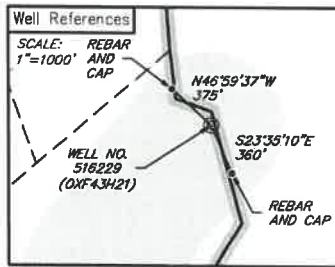 Well References
SCALE:
1"=1000'
REBAR
AND
CAP
N46°59'37"W
375'
WELL NO.
516229
(OXF43H21)
S23°35'10"E
360'
REBAR
AND CAP